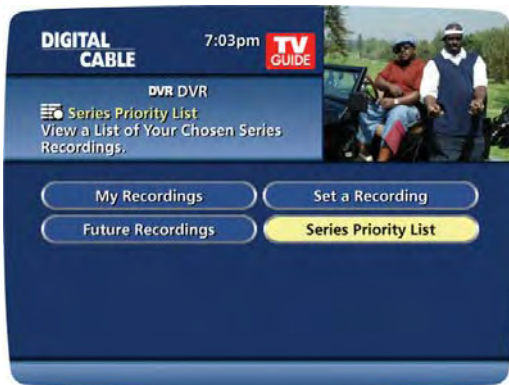 DIGITAL
CABLE
7:03pm
TV
GUIDE
DVR DVR
Series Priority List
View a List of Your Chosen Series
Recordings.
My Recordings
Set a Recording
Future Recordings
Series Priority List